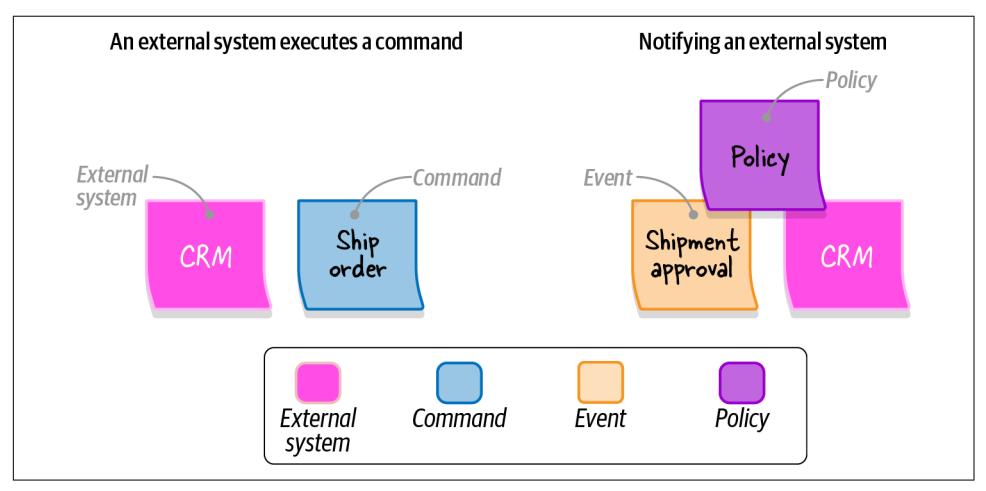 An external system executes a command
Notifying an external system
Policy
Policy
External
system
Command
Event
CRM
Ship
order
Shipment
approval
CRM
External
system
Command
Event
Policy